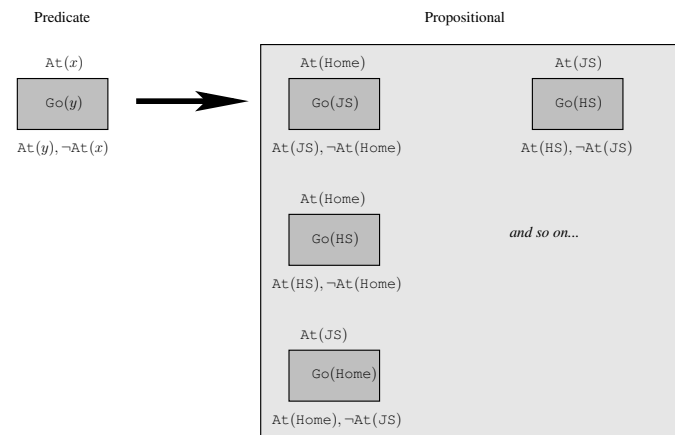 Predicate
Propositional
At(x)
Go(y)
At(y), ¬At(x)
At(Home)
Go(JS)
At(JS), ¬At(Home)
At(JS)
Go(HS)
At(HS), ¬At(JS)
At(Home)
Go(HS)
At(HS), ¬At(Home)
and so on...
At(JS)
Go(Home)
At(Home), ¬At(JS)